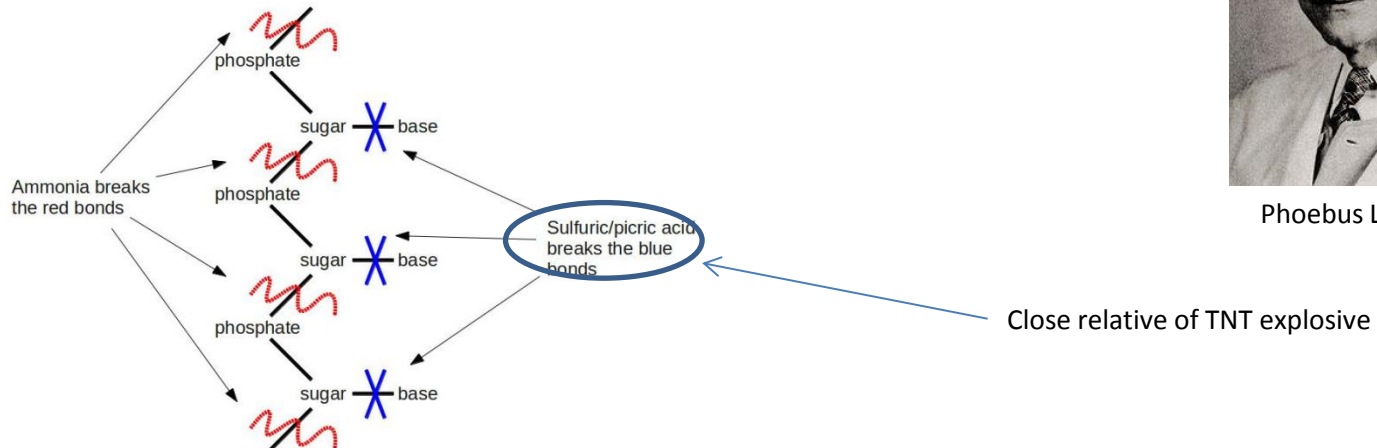 phosphate
sugar base
Ammonia breaks
the red bonds
phosphate
Sulfuric/picric acid
breaks the blue
bonds
sugar base
phosphate
sugar base
Phoebus L
Close relative of TNT explosive